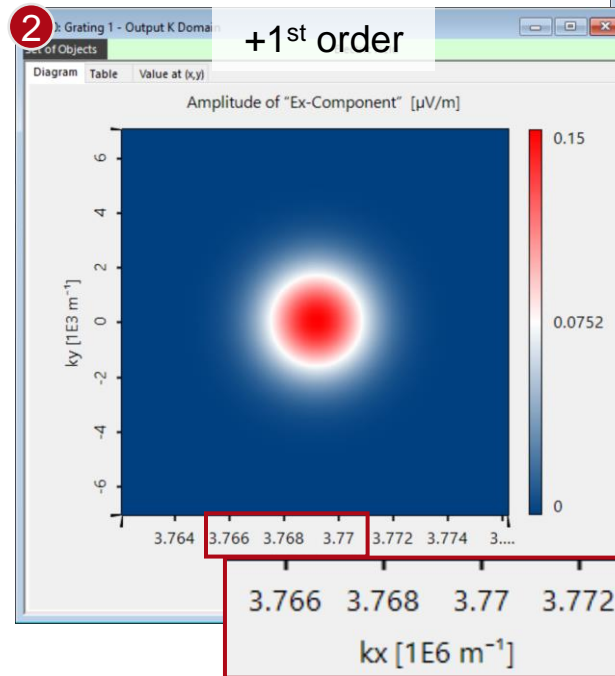 2
: Grating 1 - Output K Domain
+1st order
Set of Objects
Diagram Table Value at (x,y)
Amplitude of "Ex-Component" [µV/m]
6
4
2
0
-2
-4
-6
ky [1E3 m⁻¹]
0.15
0.0752
0
3.764 3.766 3.768 3.77 3.772 3.774 3....
3.766 3.768 3.77 3.772
kx [1E6 m⁻¹]